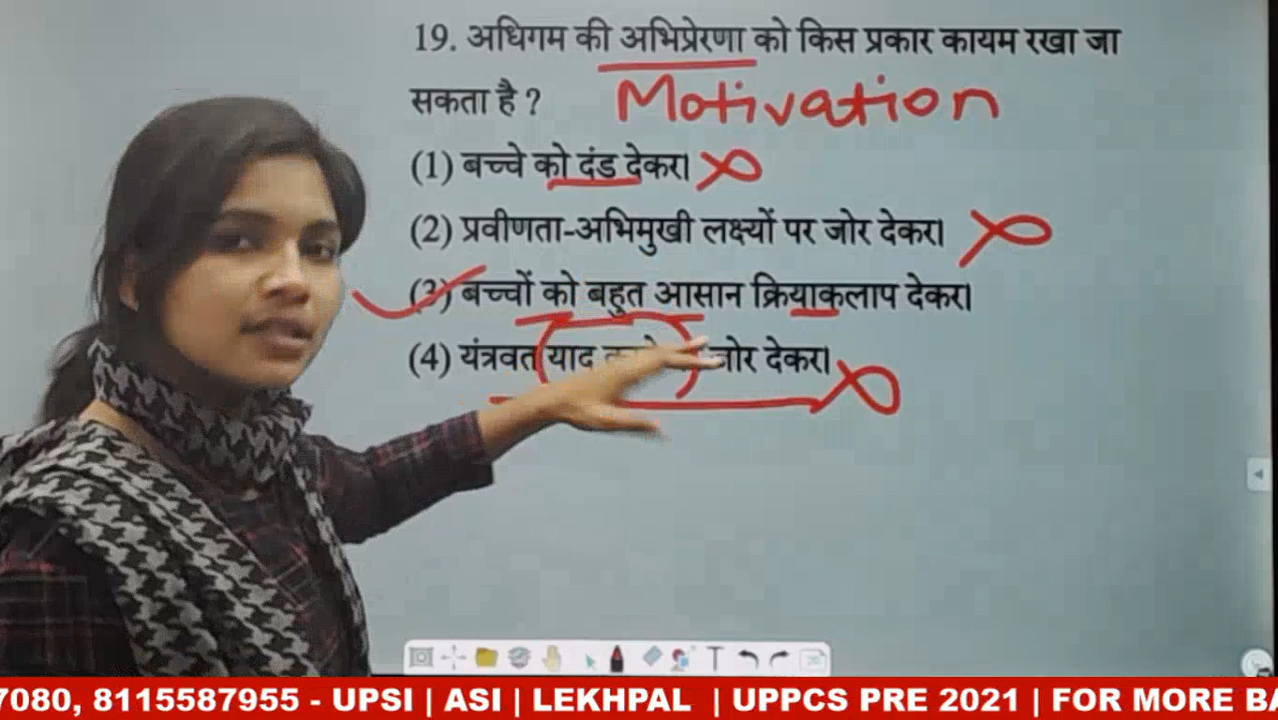 19. अधिगम की अभिप्रेरणा को किस प्रकार कायम रखा जा
सकता है ?
Motivation
(1) बच्चे को दंड देकर।
(2) प्रवीणता-अभिमुखी लक्ष्यों पर जोर देकर।
(3) बच्चों को बहुत आसान क्रियाकलाप देकर।
(4) यंत्रवत याद जोर देकर।
7080, 8115587955 - UPSI | ASI | LEKHPAL | UPPCS PRE 2021 | FOR MORE BA